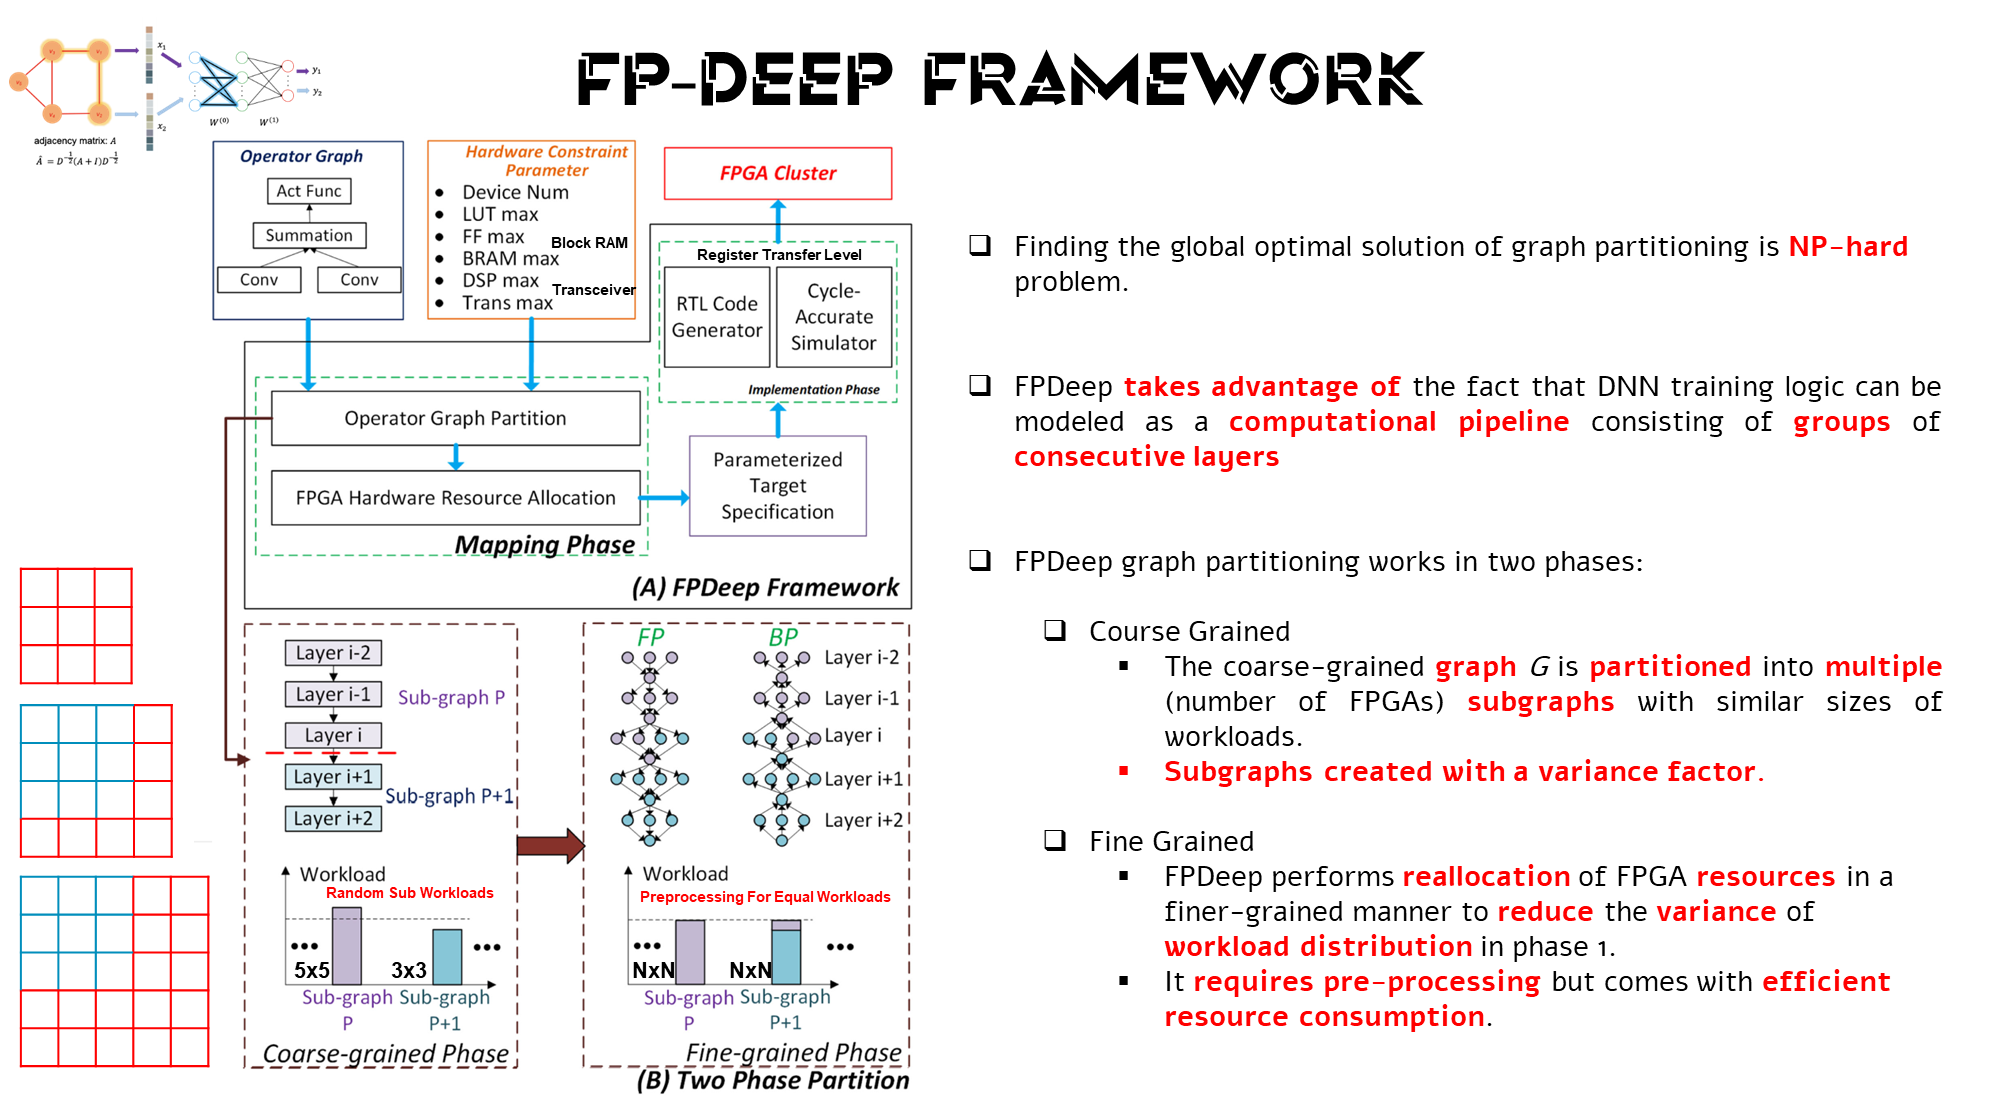 FP-DEEP FRAMEWORK
x₁
x₂
y₁
y₂
W⁽⁰⁾
W⁽¹⁾
adjacency matrix: A
Â = D^{-1/2}(A + I)D^{-1/2}
Operator Graph
Act Func
Summation
Conv
Conv
Hardware Constraint
Parameter
● Device Num
● LUT max
● FF max
Block RAM
● BRAM max
● DSP max
Transceiver
● Trans max
FPGA Cluster
Register Transfer Level
RTL Code
Generator
Cycle-
Accurate
Simulator
Implementation Phase
Operator Graph Partition
FPGA Hardware Resource Allocation
Mapping Phase
Parameterized
Target
Specification
(A) FPDeep Framework
Layer i-2
Layer i-1
Layer i
Layer i+1
Layer i+2
Sub-graph P
Sub-graph P+1
Workload
Random Sub Workloads
•••
•••
5x5
3x3
Sub-graph
P
Sub-graph
P+1
Coarse-grained Phase
FP
BP
Layer i-2
Layer i-1
Layer i
Layer i+1
Layer i+2
Workload
Preprocessing For Equal Workloads
•••
•••
NxN
NxN
Sub-graph
P
Sub-graph
P+1
Fine-grained Phase
(B) Two Phase Partition
❑ Finding the global optimal solution of graph partitioning is NP-hard
problem.
❑ FPDeep takes advantage of the fact that DNN training logic can be
modeled as a computational pipeline consisting of groups of
consecutive layers
❑ FPDeep graph partitioning works in two phases:
❑ Course Grained
▪ The coarse-grained graph G is partitioned into multiple
(number of FPGAs) subgraphs with similar sizes of
workloads.
▪ Subgraphs created with a variance factor.
❑ Fine Grained
▪ FPDeep performs reallocation of FPGA resources in a
finer-grained manner to reduce the variance of
workload distribution in phase 1.
▪ It requires pre-processing but comes with efficient
resource consumption.